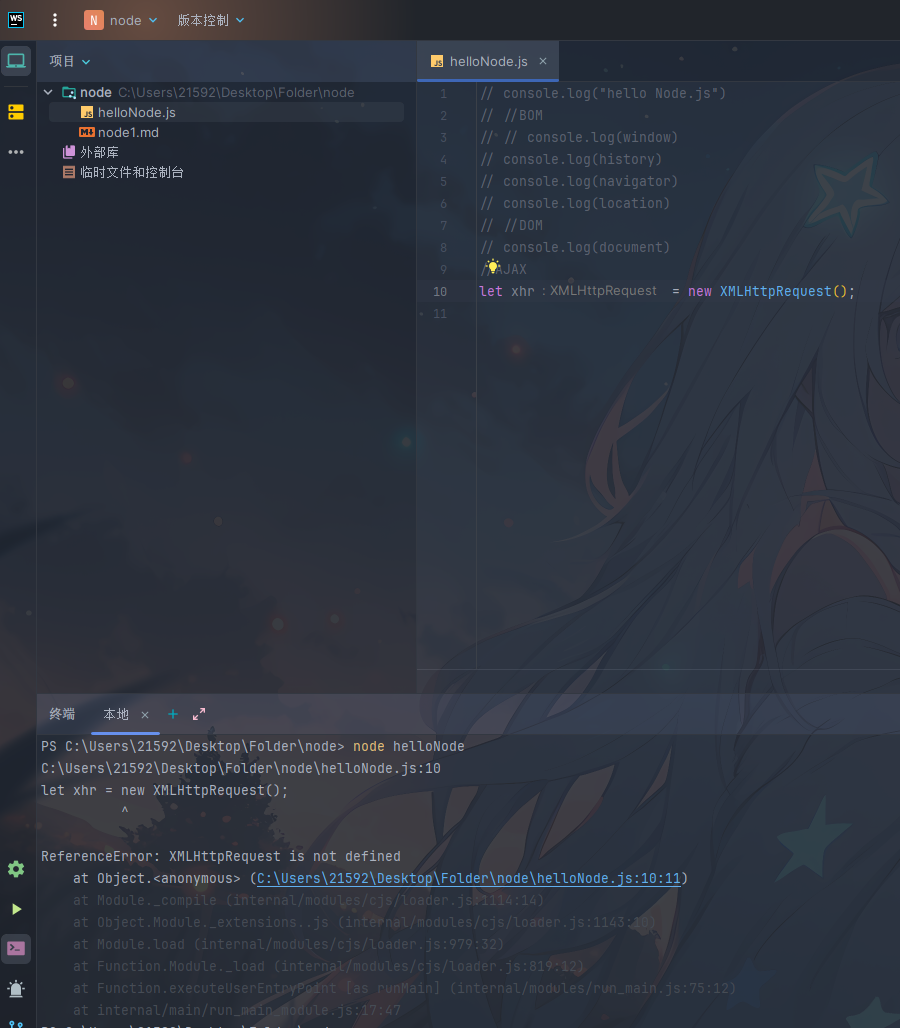 WS
N node 版本控制
项目
node C:\Users\21592\Desktop\Folder\node
JS helloNode.js
node1.md
外部库
临时文件和控制台
JS helloNode.js ×
1 // console.log("hello Node.js")
2 // //BOM
3 // // console.log(window)
4 // console.log(history)
5 // console.log(navigator)
6 // console.log(location)
7 // //DOM
8 // console.log(document)
9 //AJAX
10 let xhr : XMLHttpRequest = new XMLHttpRequest();
11
终端 本地 × +
PS C:\Users\21592\Desktop\Folder\node> node helloNode
C:\Users\21592\Desktop\Folder\node\helloNode.js:10
let xhr = new XMLHttpRequest();
^
ReferenceError: XMLHttpRequest is not defined
at Object.<anonymous> (C:\Users\21592\Desktop\Folder\node\helloNode.js:10:11)
at Module._compile (internal/modules/cjs/loader.js:1114:14)
at Object.Module._extensions..js (internal/modules/cjs/loader.js:1143:10)
at Module.load (internal/modules/cjs/loader.js:979:32)
at Function.Module._load (internal/modules/cjs/loader.js:819:12)
at Function.executeUserEntryPoint [as runMain] (internal/modules/run_main.js:75:12)
at internal/main/run_main_module.js:17:47